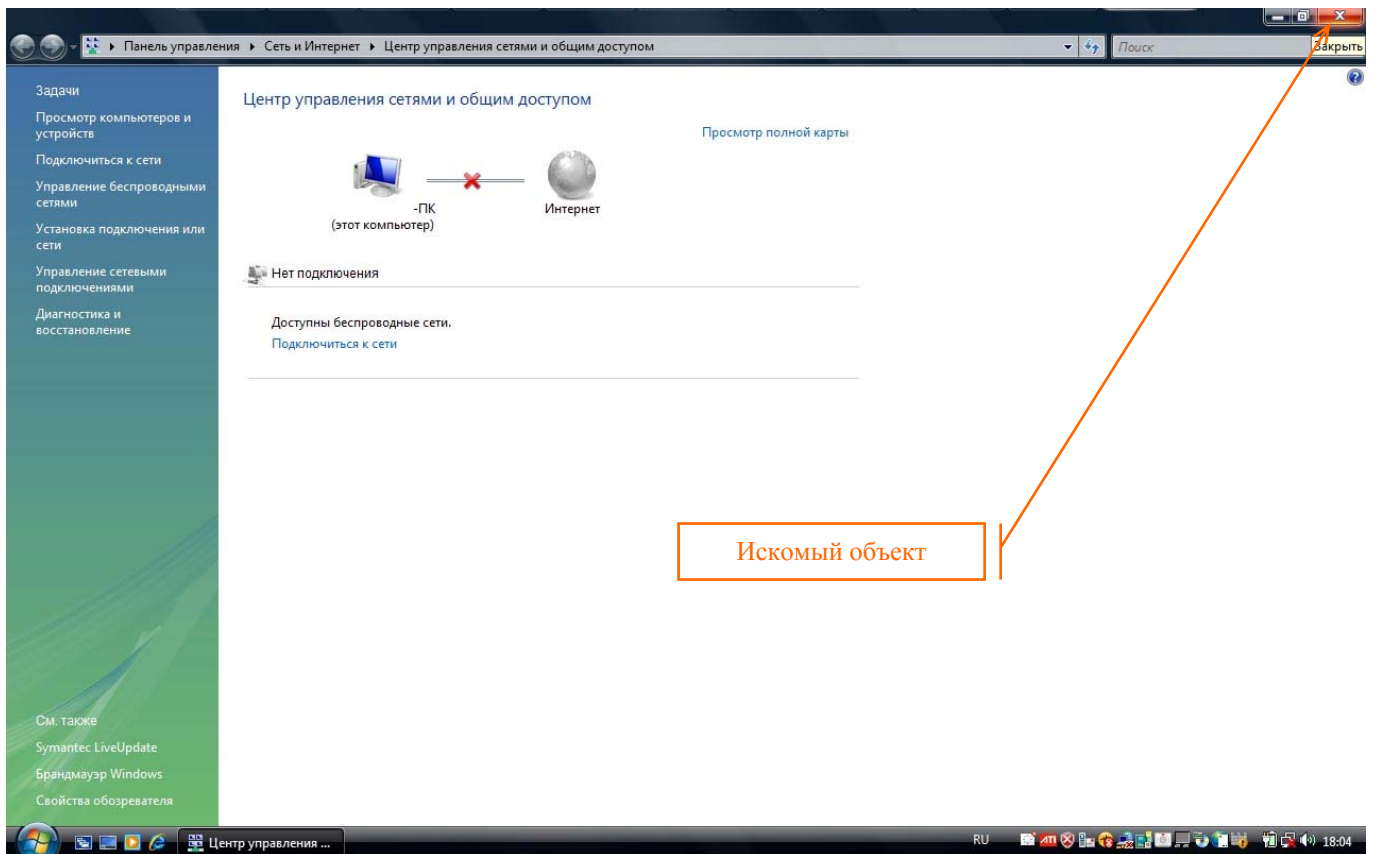 Панель управления ▸ Сеть и Интернет ▸ Центр управления сетями и общим доступом
Поиск
Закрыть
Задачи
Просмотр компьютеров и
устройств
Подключиться к сети
Управление беспроводными
сетями
Установка подключения или
сети
Управление сетевыми
подключениями
Диагностика и
восстановление
Центр управления сетями и общим доступом
Просмотр полной карты
-ПК
(этот компьютер)
Интернет
Нет подключения
Доступны беспроводные сети.
Подключиться к сети
Искомый объект
См. также
Symantec LiveUpdate
Брандмауэр Windows
Свойства обозревателя
Центр управления ...
RU
АП
18:04